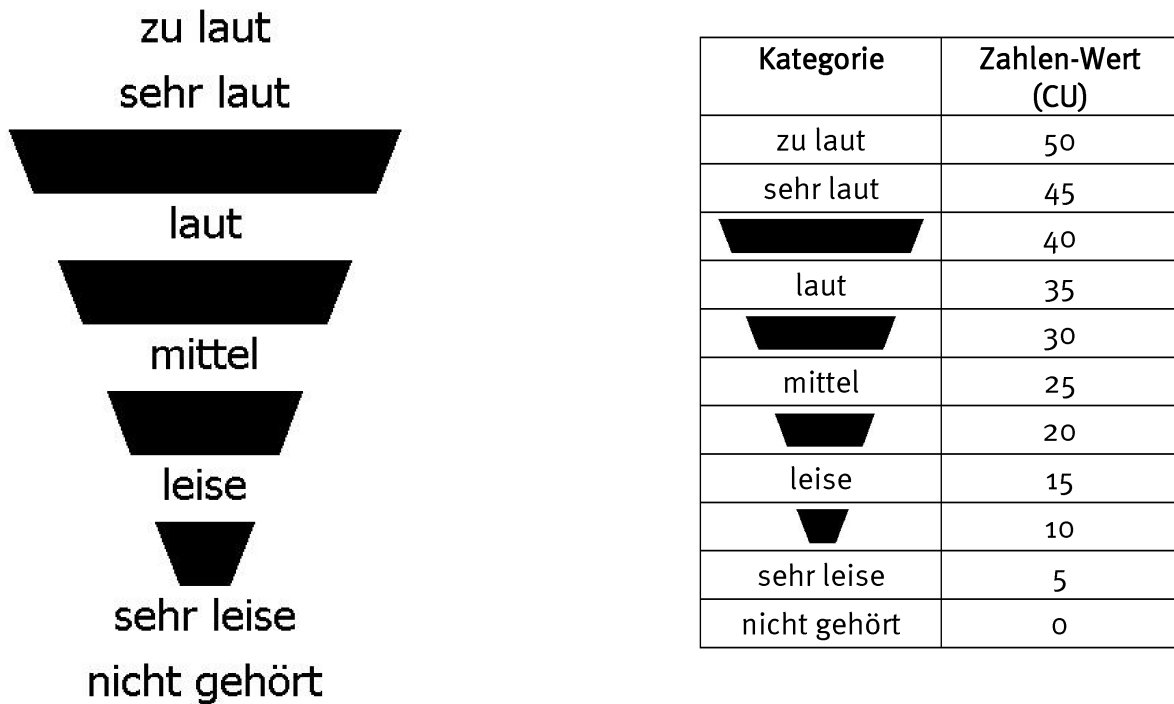 zu laut
sehr laut
laut
mittel
leise
sehr leise
nicht gehört
Kategorie Zahlen-Wert
(CU)
zu laut 50
sehr laut 45
40
laut 35
30
mittel 25
20
leise 15
10
sehr leise 5
nicht gehört 0